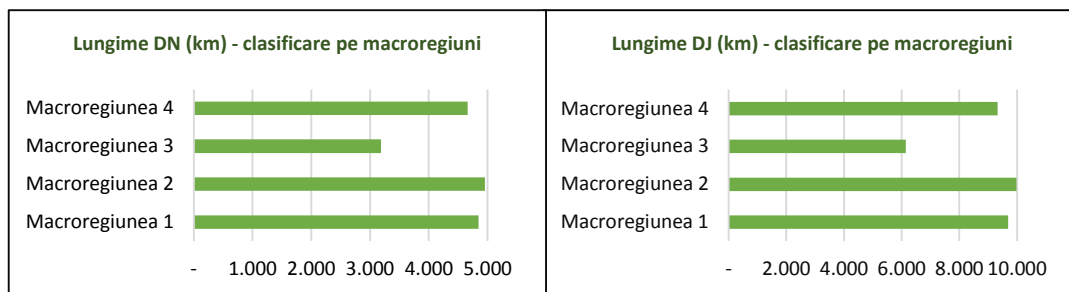 Lungime DN (km) - clasificare pe macroregiuni
Macroregiunea 4
Macroregiunea 3
Macroregiunea 2
Macroregiunea 1
- 1.000 2.000 3.000 4.000 5.000
Lungime DJ (km) - clasificare pe macroregiuni
Macroregiunea 4
Macroregiunea 3
Macroregiunea 2
Macroregiunea 1
- 2.000 4.000 6.000 8.000 10.000